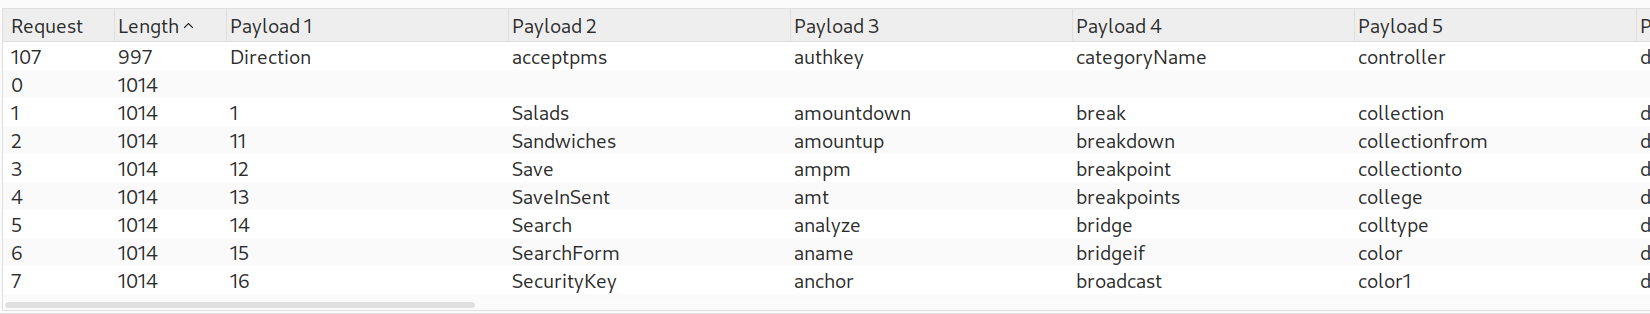 Request Length Payload 1 Payload 2 Payload 3 Payload 4 Payload 5 P
107 997 Direction acceptpms authkey categoryName controller d
0 1014
1 1014 1 Salads amountdown break collection d
2 1014 11 Sandwiches amountup breakdown collectionfrom d
3 1014 12 Save ampm breakpoint collectionto d
4 1014 13 SaveInSent amt breakpoints college d
5 1014 14 Search analyze bridge colltype d
6 1014 15 SearchForm aname bridgeif color d
7 1014 16 SecurityKey anchor broadcast color1 d